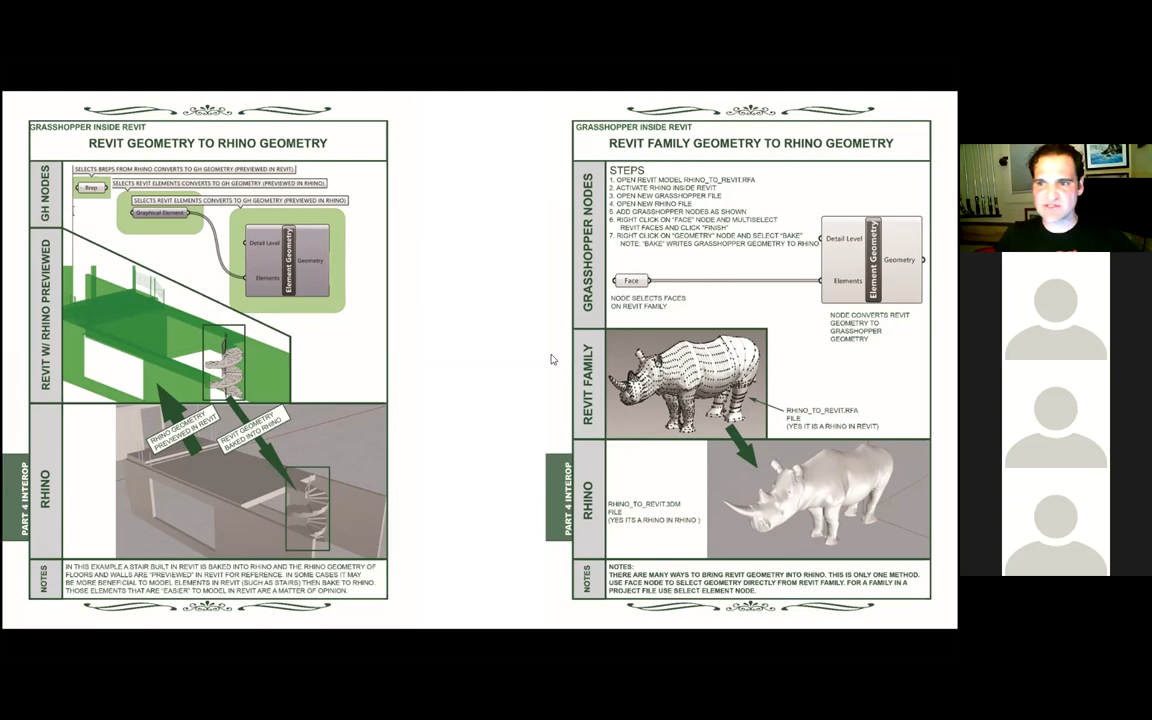 GRASSHOPPER INSIDE REVIT
REVIT GEOMETRY TO RHINO GEOMETRY
GH NODES
SELECTS BREPS FROM RHINO CONVERTS TO GH GEOMETRY (PREVIEWED IN REVIT)
Brep
SELECTS REVIT ELEMENTS CONVERTS TO GH GEOMETRY (PREVIEWED IN RHINO)
SELECTS REVIT ELEMENTS CONVERTS TO GH GEOMETRY (PREVIEWED IN RHINO)
Graphical Element
Detail Level
Elements
Element Geometry
Geometry
REVIT W/ RHINO PREVIEWED
RHINO GEOMETRY
PREVIEWED IN REVIT
REVIT GEOMETRY
BAKED INTO RHINO
RHINO
PART 4 INTEROP
NOTES
IN THIS EXAMPLE A STAIR BUILT IN REVIT IS BAKED INTO RHINO AND THE RHINO GEOMETRY OF
FLOORS AND WALLS ARE "PREVIEWED" IN REVIT FOR REFERENCE. IN SOME CASES IT MAY
BE MORE BENEFICIAL TO MODEL ELEMENTS IN REVIT (SUCH AS STAIRS) THEN BAKE TO RHINO.
THOSE ELEMENTS THAT ARE "EASIER" TO MODEL IN REVIT ARE A MATTER OF OPINION.
GRASSHOPPER INSIDE REVIT
REVIT FAMILY GEOMETRY TO RHINO GEOMETRY
GRASSHOPPER NODES
STEPS
1. OPEN REVIT MODEL RHINO_TO_REVIT.RFA
2. ACTIVATE RHINO INSIDE REVIT
3. OPEN NEW GRASSHOPPER FILE
4. OPEN NEW RHINO FILE
5. ADD GRASSHOPPER NODES AS SHOWN
6. RIGHT CLICK ON "FACE" NODE AND MULTISELECT
REVIT FACES AND CLICK "FINISH"
7. RIGHT CLICK ON "GEOMETRY" NODE AND SELECT "BAKE"
NOTE: "BAKE" WRITES GRASSHOPPER GEOMETRY TO RHINO
Face
Detail Level
Elements
Element Geometry
Geometry
NODE SELECTS FACES
ON REVIT FAMILY
NODE CONVERTS REVIT
GEOMETRY TO
GRASSHOPPER
GEOMETRY
REVIT FAMILY
RHINO_TO_REVIT.RFA
FILE
(YES IT IS A RHINO IN REVIT)
RHINO
RHINO_TO_REVIT.3DM
FILE
(YES ITS A RHINO IN RHINO )
PART 4 INTEROP
NOTES
NOTES:
THERE ARE MANY WAYS TO BRING REVIT GEOMETRY INTO RHINO. THIS IS ONLY ONE METHOD.
USE FACE NODE TO SELECT GEOMETRY DIRECTLY FROM REVIT FAMILY. FOR A FAMILY IN A
PROJECT FILE USE SELECT ELEMENT NODE.